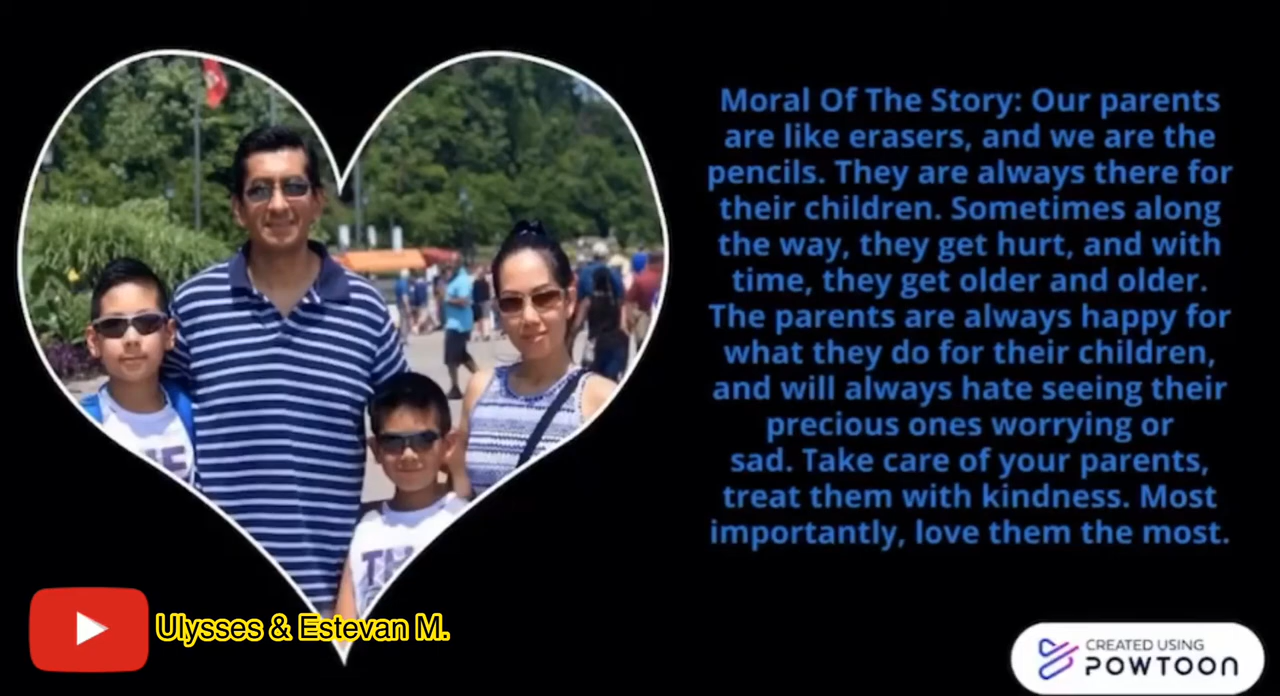 Moral Of The Story: Our parents
are like erasers, and we are the
pencils. They are always there for
their children. Sometimes along
the way, they get hurt, and with
time, they get older and older.
The parents are always happy for
what they do for their children,
and will always hate seeing their
precious ones worrying or
sad. Take care of your parents,
treat them with kindness. Most
importantly, love them the most.
Ulysses & Estevan M.
CREATED USING
POWTOON